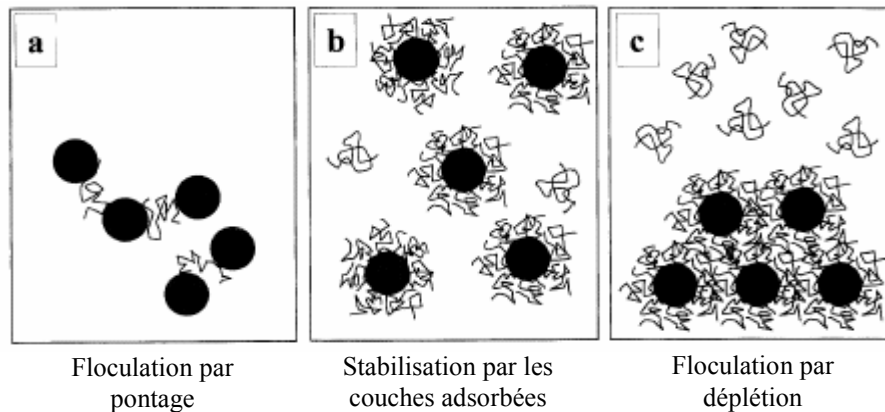 a
b
c
Floculation par
pontage
Stabilisation par les
couches adsorbées
Floculation par
déplétion